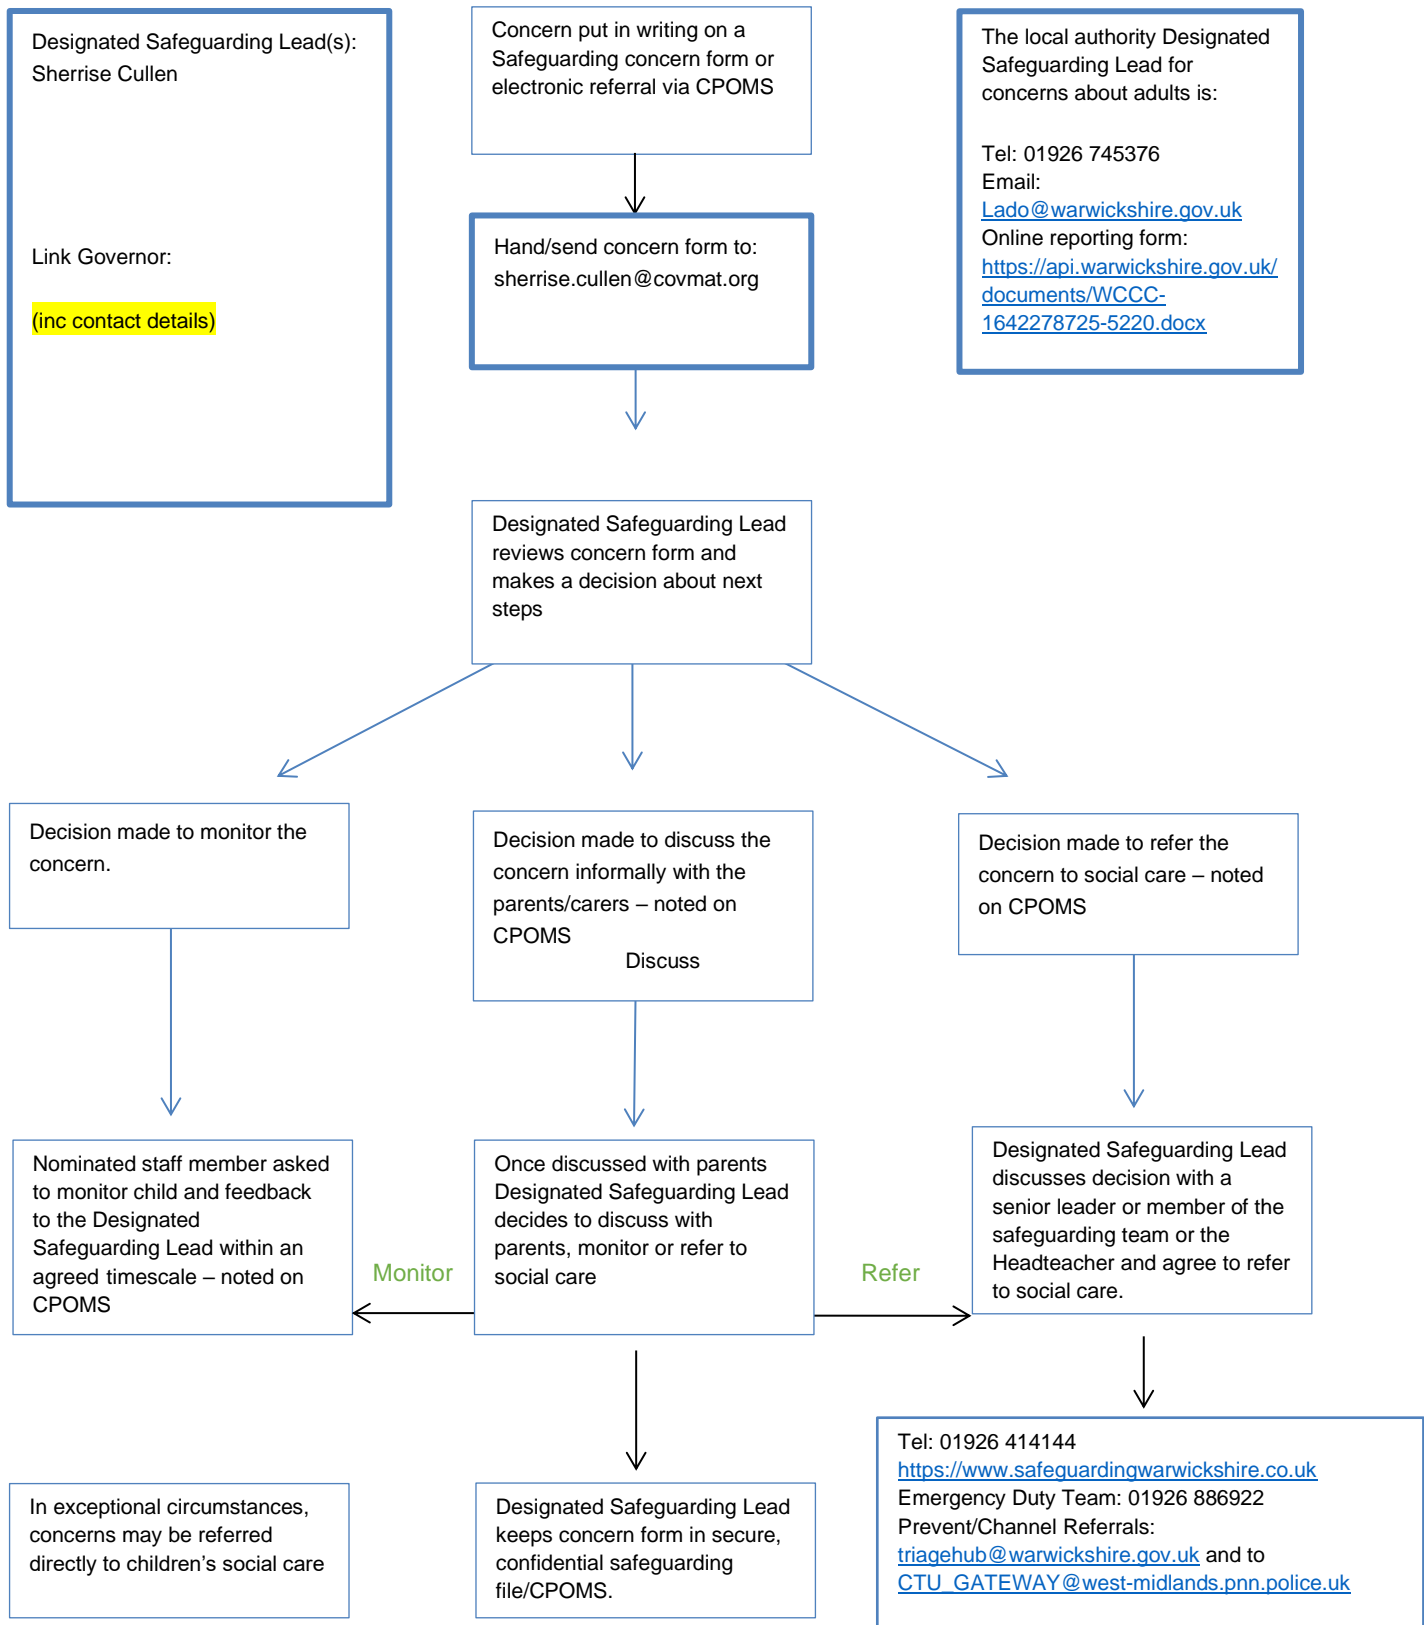 Designated Safeguarding Lead(s):
Sherrise Cullen
Link Governor:
(inc contact details)
Concern put in writing on a
Safeguarding concern form or
electronic referral via CPOMS
The local authority Designated
Safeguarding Lead for
concerns about adults is:
Tel: 01926 745376
Email:
Lado@warwickshire.gov.uk
Online reporting form:
https://api.warwickshire.gov.uk/
documents/WCCC-
1642278725-5220.docx
Hand/send concern form to:
sherrise.cullen@covmat.org
Designated Safeguarding Lead
reviews concern form and
makes a decision about next
steps
Decision made to monitor the
concern.
Decision made to discuss the
concern informally with the
parents/carers – noted on
CPOMS
Discuss
Decision made to refer the
concern to social care – noted
on CPOMS
Nominated staff member asked
to monitor child and feedback
to the Designated
Safeguarding Lead within an
agreed timescale – noted on
CPOMS
Monitor
Once discussed with parents
Designated Safeguarding Lead
decides to discuss with
parents, monitor or refer to
social care
Refer
Designated Safeguarding Lead
discusses decision with a
senior leader or member of the
safeguarding team or the
Headteacher and agree to refer
to social care.
In exceptional circumstances,
concerns may be referred
directly to children’s social care
Designated Safeguarding Lead
keeps concern form in secure,
confidential safeguarding
file/CPOMS.
Tel: 01926 414144
https://www.safeguardingwarwickshire.co.uk
Emergency Duty Team: 01926 886922
Prevent/Channel Referrals:
triagehub@warwickshire.gov.uk and to
CTU_GATEWAY@west-midlands.pnn.police.uk